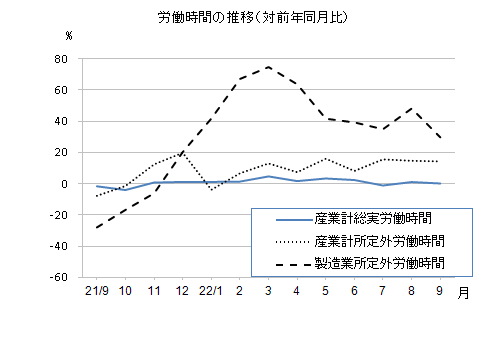 労働時間の推移(対前年同月比)
%
80
60
40
20
0
-20
-40
-60
産業計総実労働時間
産業計所定外労働時間
製造業所定外労働時間
21/9 10 11 12 22/1 2 3 4 5 6 7 8 9 月